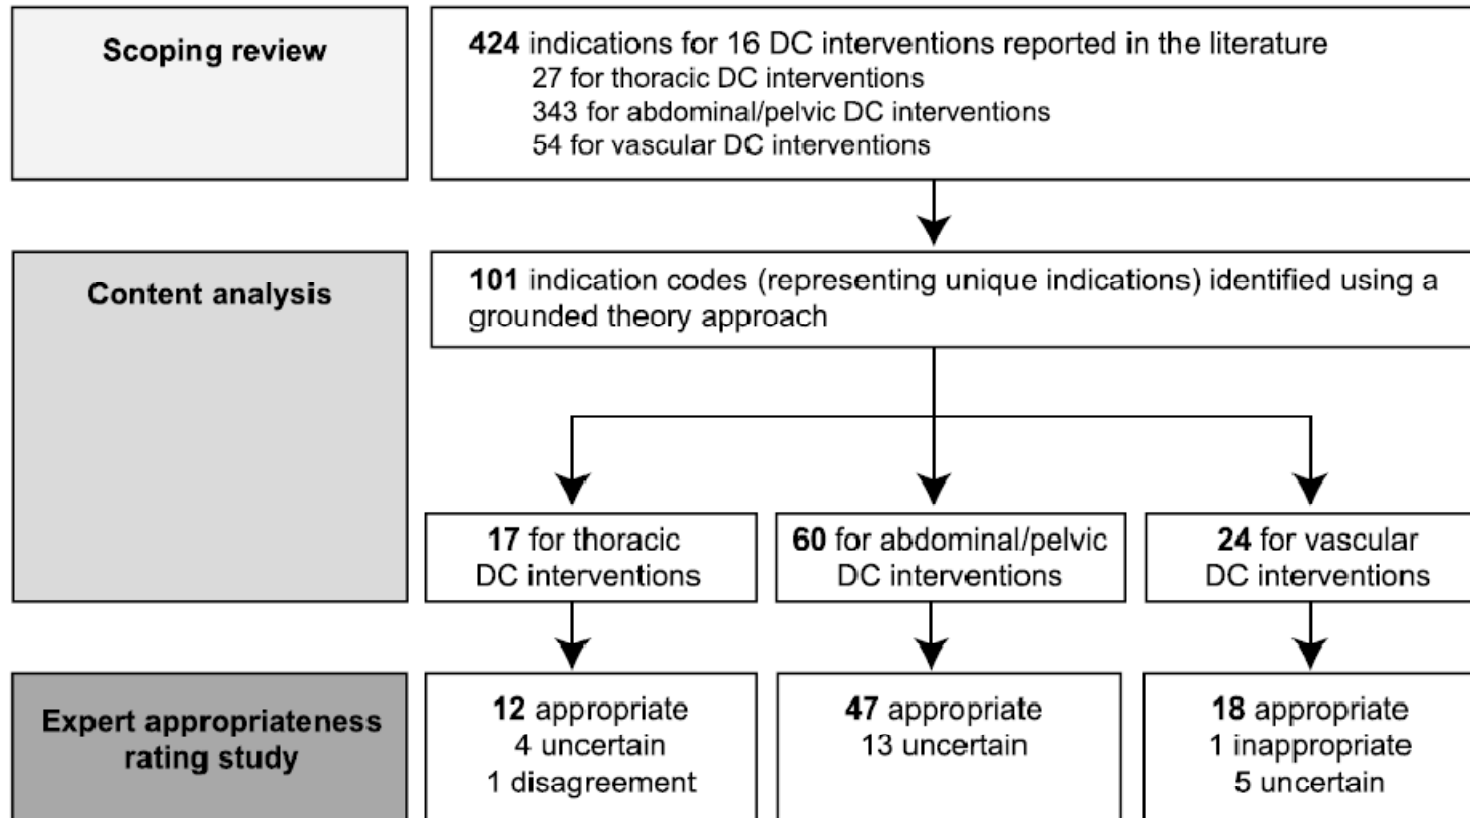 Scoping review
424 indications for 16 DC interventions reported in the literature
27 for thoracic DC interventions
343 for abdominal/pelvic DC interventions
54 for vascular DC interventions
Content analysis
101 indication codes (representing unique indications) identified using a
grounded theory approach
17 for thoracic
DC interventions
60 for abdominal/pelvic
DC interventions
24 for vascular
DC interventions
Expert appropriateness
rating study
12 appropriate
4 uncertain
1 disagreement
47 appropriate
13 uncertain
18 appropriate
1 inappropriate
5 uncertain